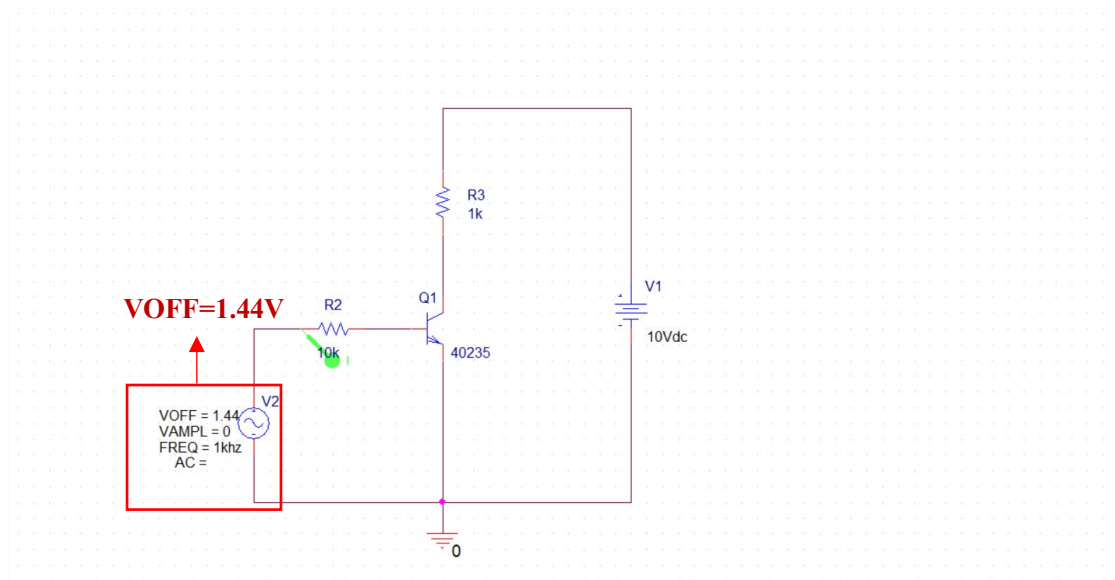 R3
1k
V1
10Vdc
Q1
40235
R2
10k
I
VOFF=1.44V
V2
VOFF = 1.44
VAMPL = 0
FREQ = 1khz
AC =
0